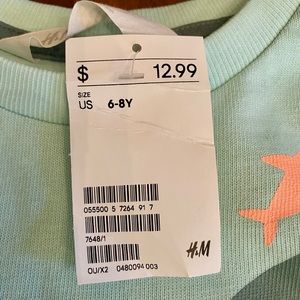 H&M
$ 12.99
SIZE
US 6-8Y
055500 5 7264 91 7
7648/1
H&M
OU/X2 0480094 003